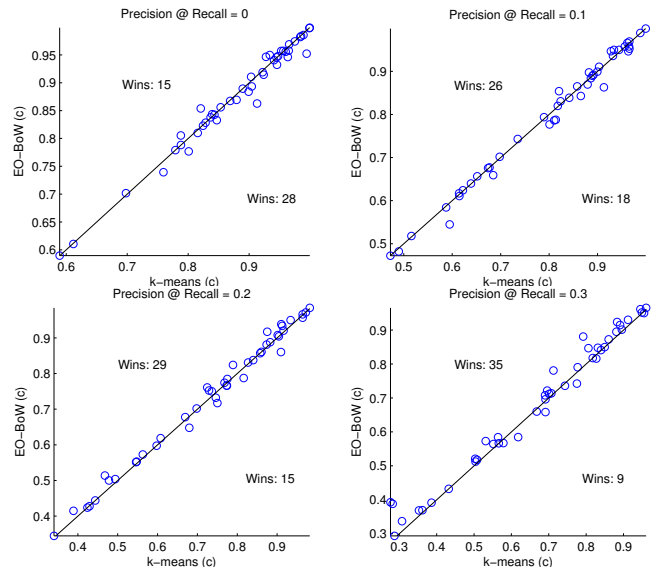 Precision @ Recall = 0
0.95
0.9
0.85
0.8
0.75
0.7
0.65
0.6
EO−BoW (c)
Wins: 15
Wins: 28
0.6 0.7 0.8 0.9
k−means (c)
Precision @ Recall = 0.1
0.9
0.8
0.7
0.6
0.5
EO−BoW (c)
Wins: 26
Wins: 18
0.5 0.6 0.7 0.8 0.9
k−means (c)
Precision @ Recall = 0.2
0.9
0.8
0.7
0.6
0.5
0.4
EO−BoW (c)
Wins: 29
Wins: 15
0.4 0.5 0.6 0.7 0.8 0.9
k−means (c)
Precision @ Recall = 0.3
0.9
0.8
0.7
0.6
0.5
0.4
0.3
EO−BoW (c)
Wins: 35
Wins: 9
0.3 0.4 0.5 0.6 0.7 0.8 0.9
k−means (c)